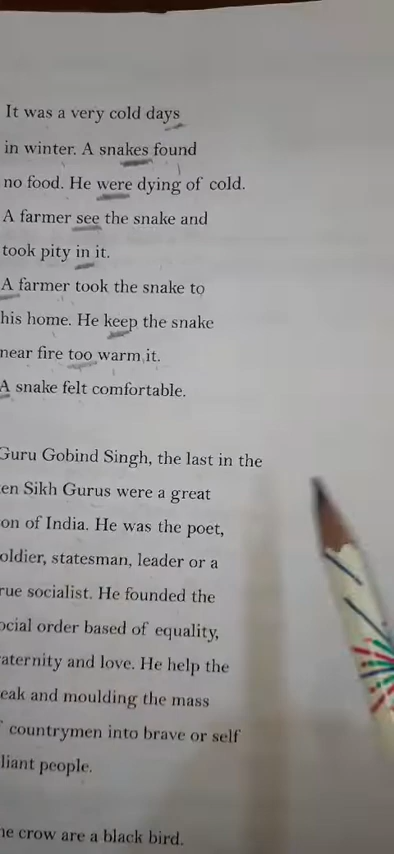 It was a very cold days
in winter. A snakes found
no food. He were dying of cold.
A farmer see the snake and
took pity in it.
A farmer took the snake to
his home. He keep the snake
near fire too warm it.
A snake felt comfortable.
Guru Gobind Singh, the last in the
en Sikh Gurus were a great
on of India. He was the poet,
oldier, statesman, leader or a
rue socialist. He founded the
ocial order based of equality,
aternity and love. He help the
eak and moulding the mass
countrymen into brave or self
liant people.
he crow are a black bird.